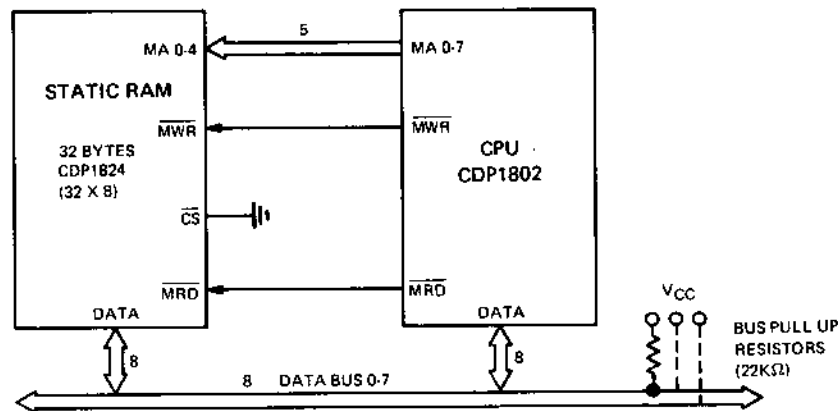 5
MA 0-4
MA 0-7
STATIC RAM
MWR
MWR
32 BYTES
CDP1824
(32 X 8)
CPU
CDP1802
CS
MRD
MRD
DATA
DATA
VCC
8
8
BUS PULL UP
RESISTORS
(22KΩ)
8 DATA BUS 0-7